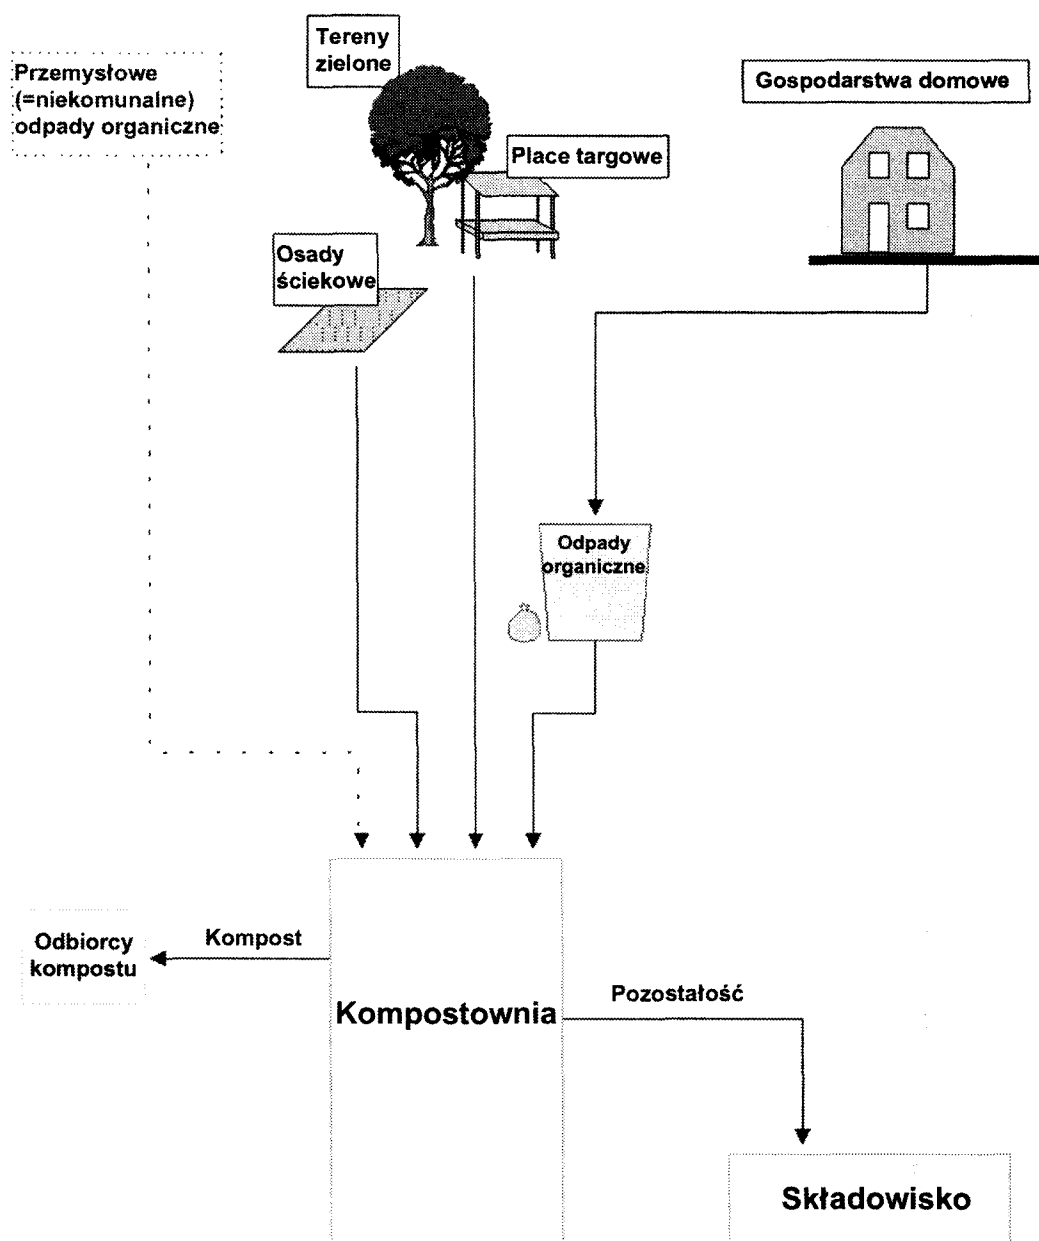 Tereny
zielone
Przemysłowe
(=niekomunalne)
odpady organiczne
Gospodarstwa domowe
Place targowe
Osady
ściekowe
Odpady
organiczne
Odbiorcy
kompostu
Kompost
Kompostownia
Pozostałość
Składowisko